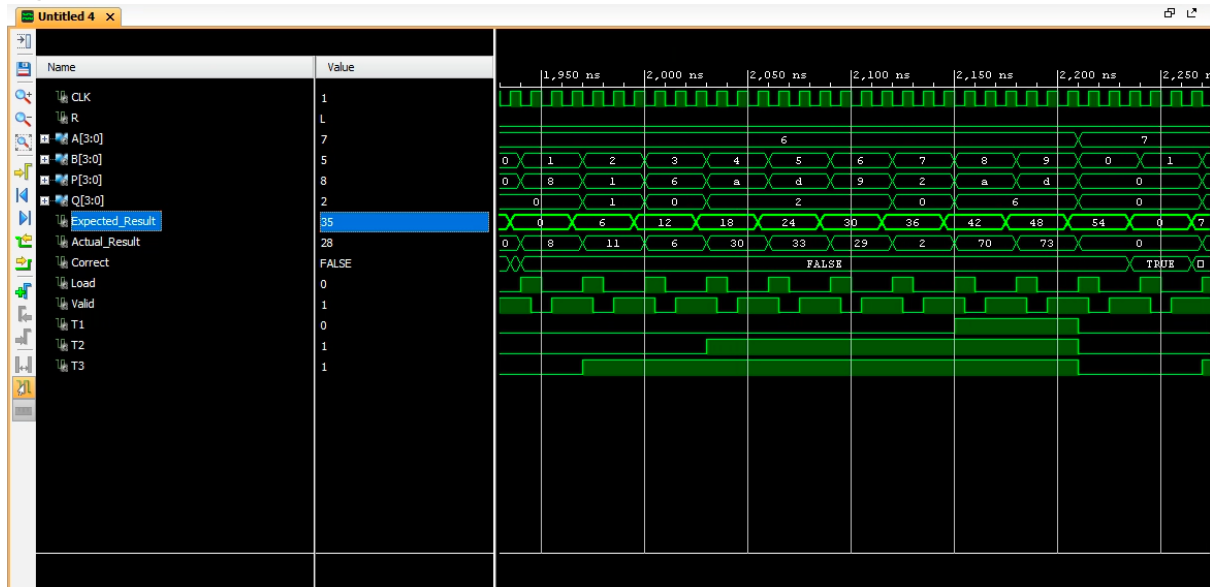 Untitled 4 ×
Name Value
1,950 ns 2,000 ns 2,050 ns 2,100 ns 2,150 ns 2,200 ns 2,250
CLK 1
R L
A[3:0] 7 6 7
B[3:0] 5 0 1 2 3 4 5 6 7 8 9 0 1
P[3:0] 8 0 8 1 6 a d 9 2 a d 0
Q[3:0] 2 0 1 0 2 0 6 0
Expected_Result 35 0 6 12 18 24 30 36 42 48 54 0 7
Actual_Result 28 0 8 11 6 30 33 29 2 70 73 0
Correct FALSE FALSE TRUE
Load 0
Valid 1
T1 0
T2 1
T3 1